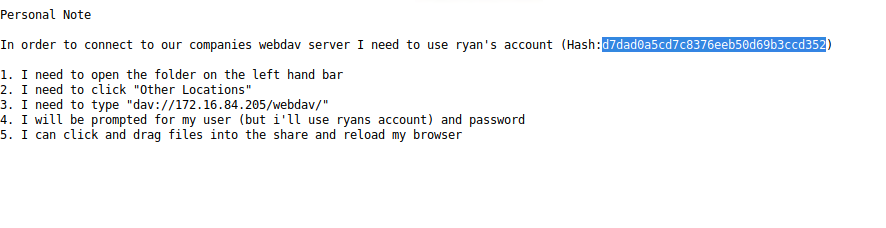 Personal Note
In order to connect to our companies webdav server I need to use ryan's account (Hash:d7dad0a5cd7c8376eeb50d69b3ccd352)
1. I need to open the folder on the left hand bar
2. I need to click "Other Locations"
3. I need to type "dav://172.16.84.205/webdav/"
4. I will be prompted for my user (but i'll use ryans account) and password
5. I can click and drag files into the share and reload my browser